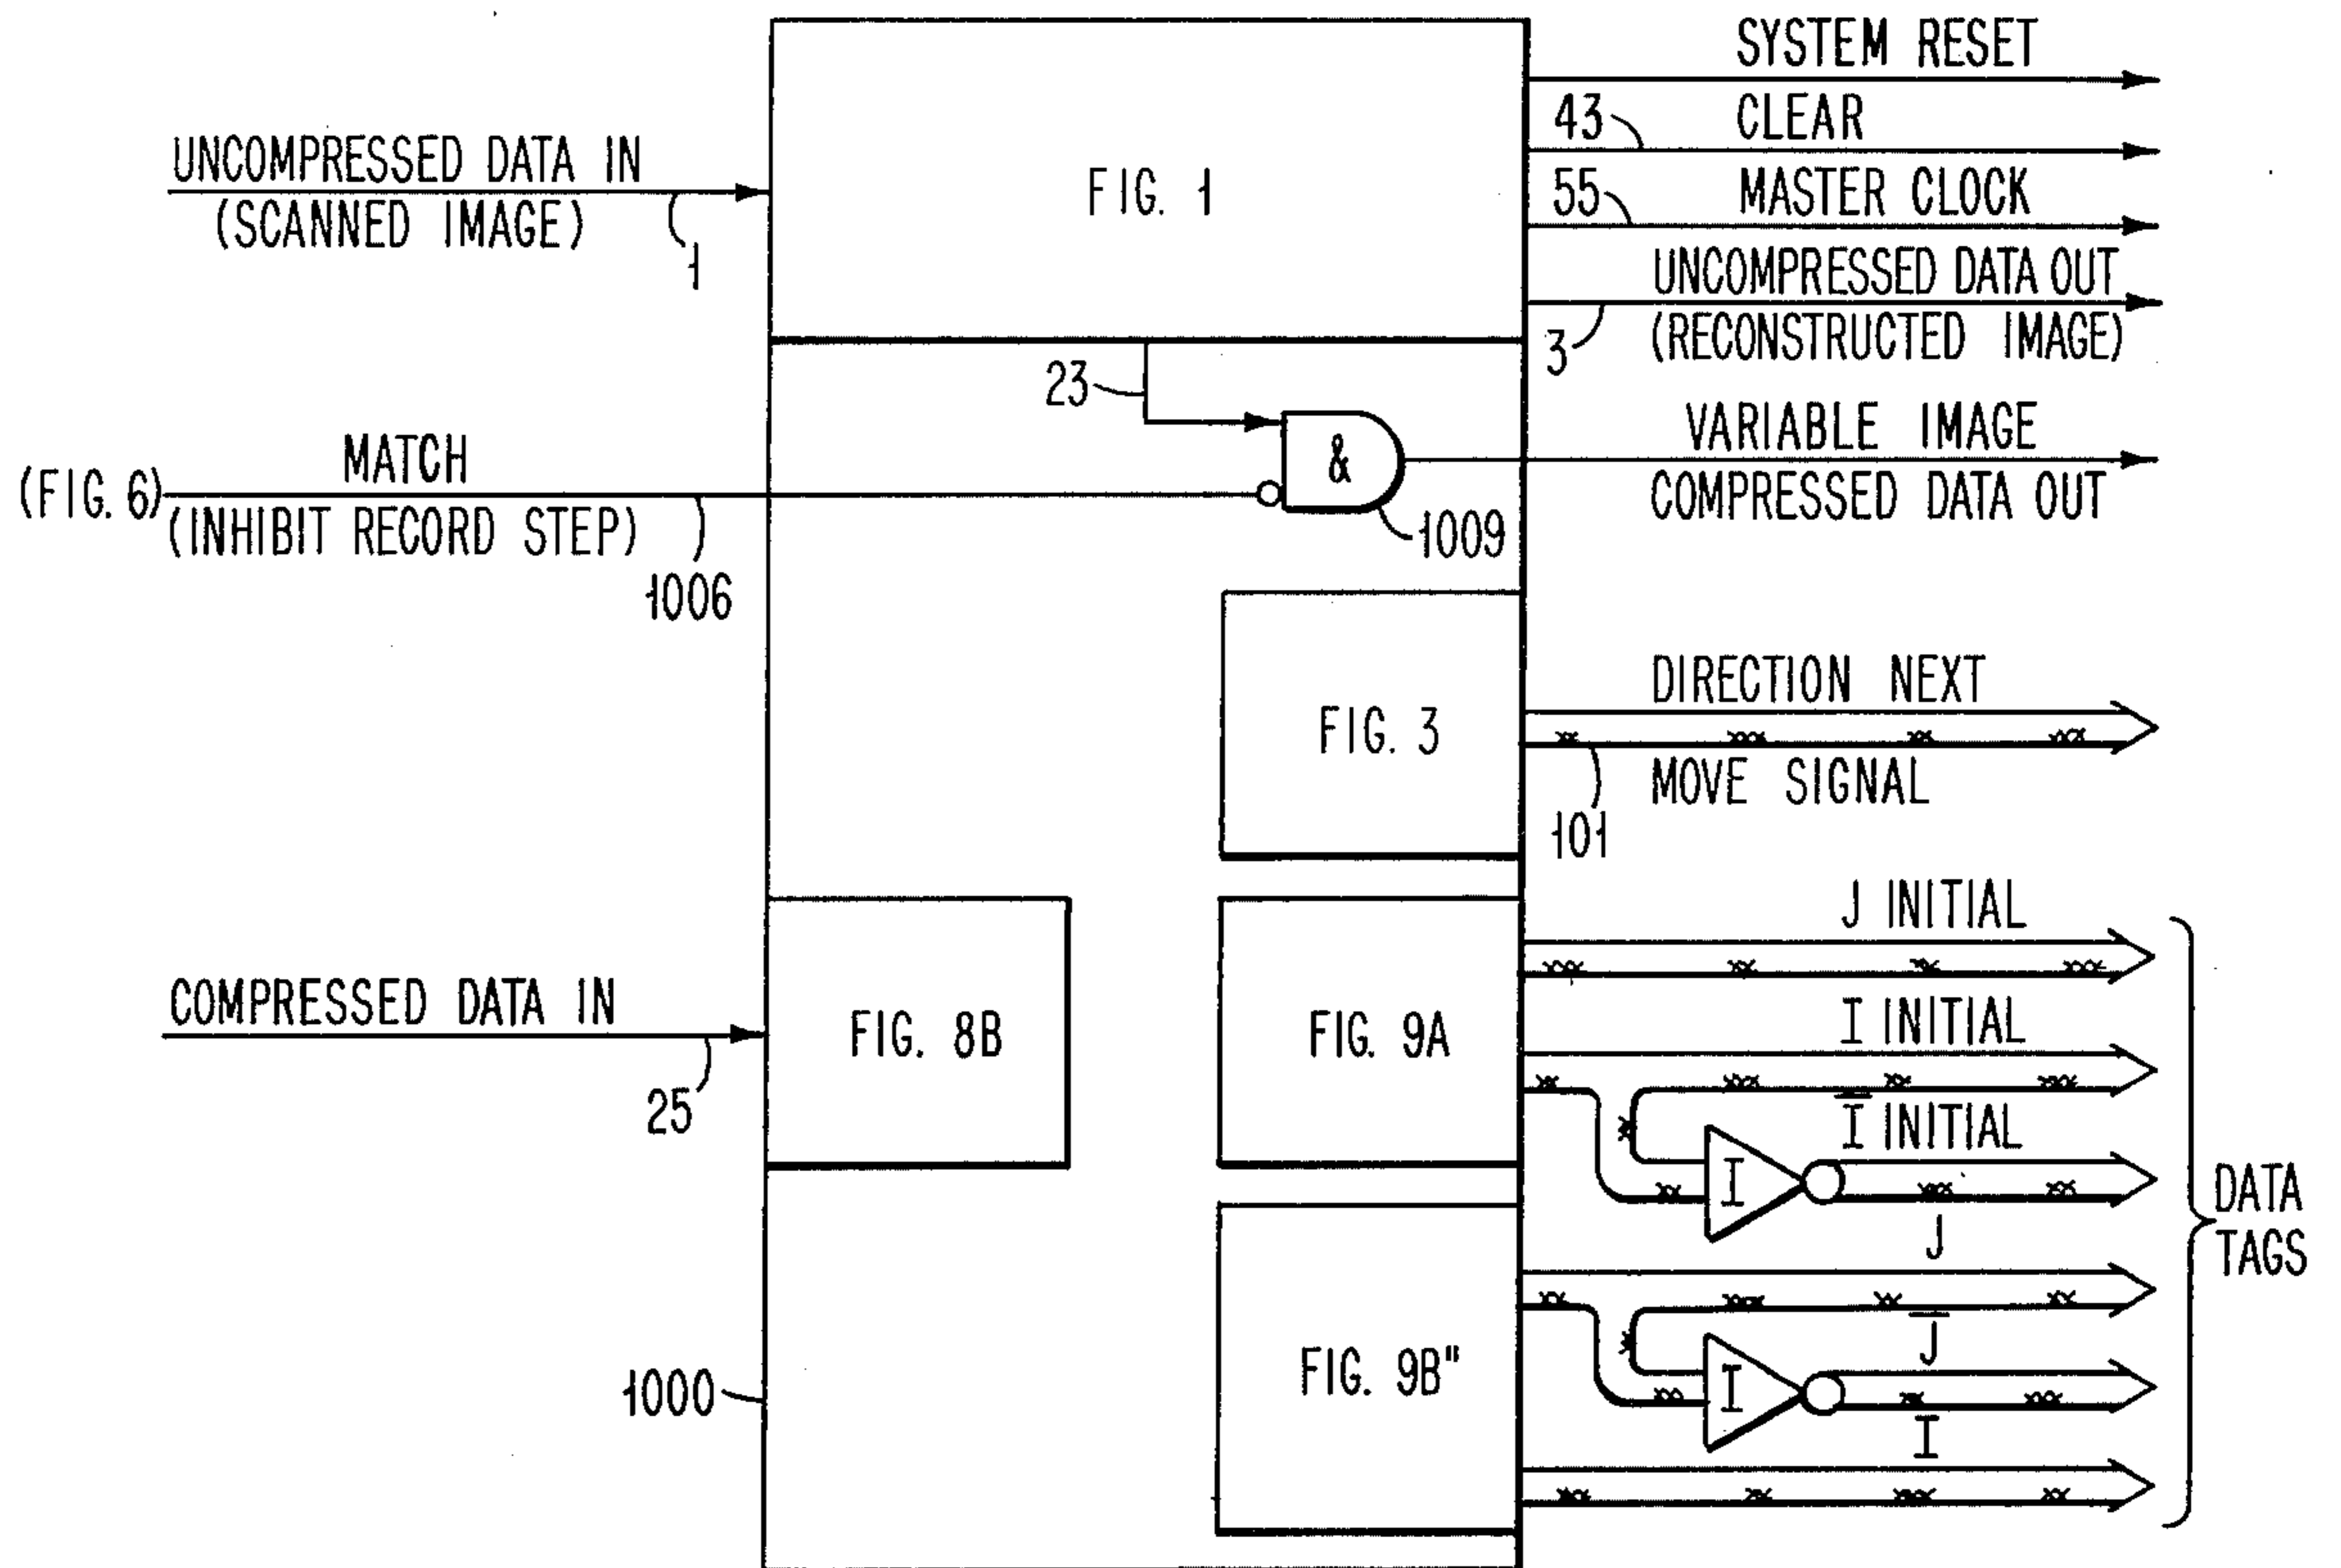 SYSTEM RESET
43
CLEAR
UNCOMPRESSED DATA IN
(SCANNED IMAGE)
1
FIG. 1
55
MASTER CLOCK
UNCOMPRESSED DATA OUT
3
(RECONSTRUCTED IMAGE)
23
(FIG. 6)
MATCH
(INHIBIT RECORD STEP)
1006
&
1009
VARIABLE IMAGE
COMPRESSED DATA OUT
FIG. 3
DIRECTION NEXT
MOVE SIGNAL
101
J INITIAL
COMPRESSED DATA IN
25
FIG. 8B
FIG. 9A
I INITIAL
I̅ INITIAL
I
DATA
TAGS
J
1000
FIG. 9B"
J̅
I
I